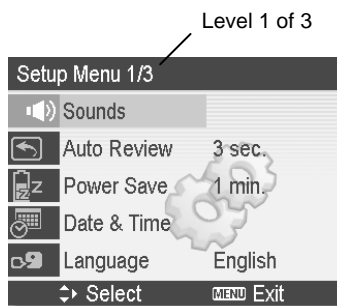 Level 1 of 3
Setup Menu 1/3
Sounds
Auto Review 3 sec.
Power Save 1 min.
Date & Time
Language English
Select MENU Exit